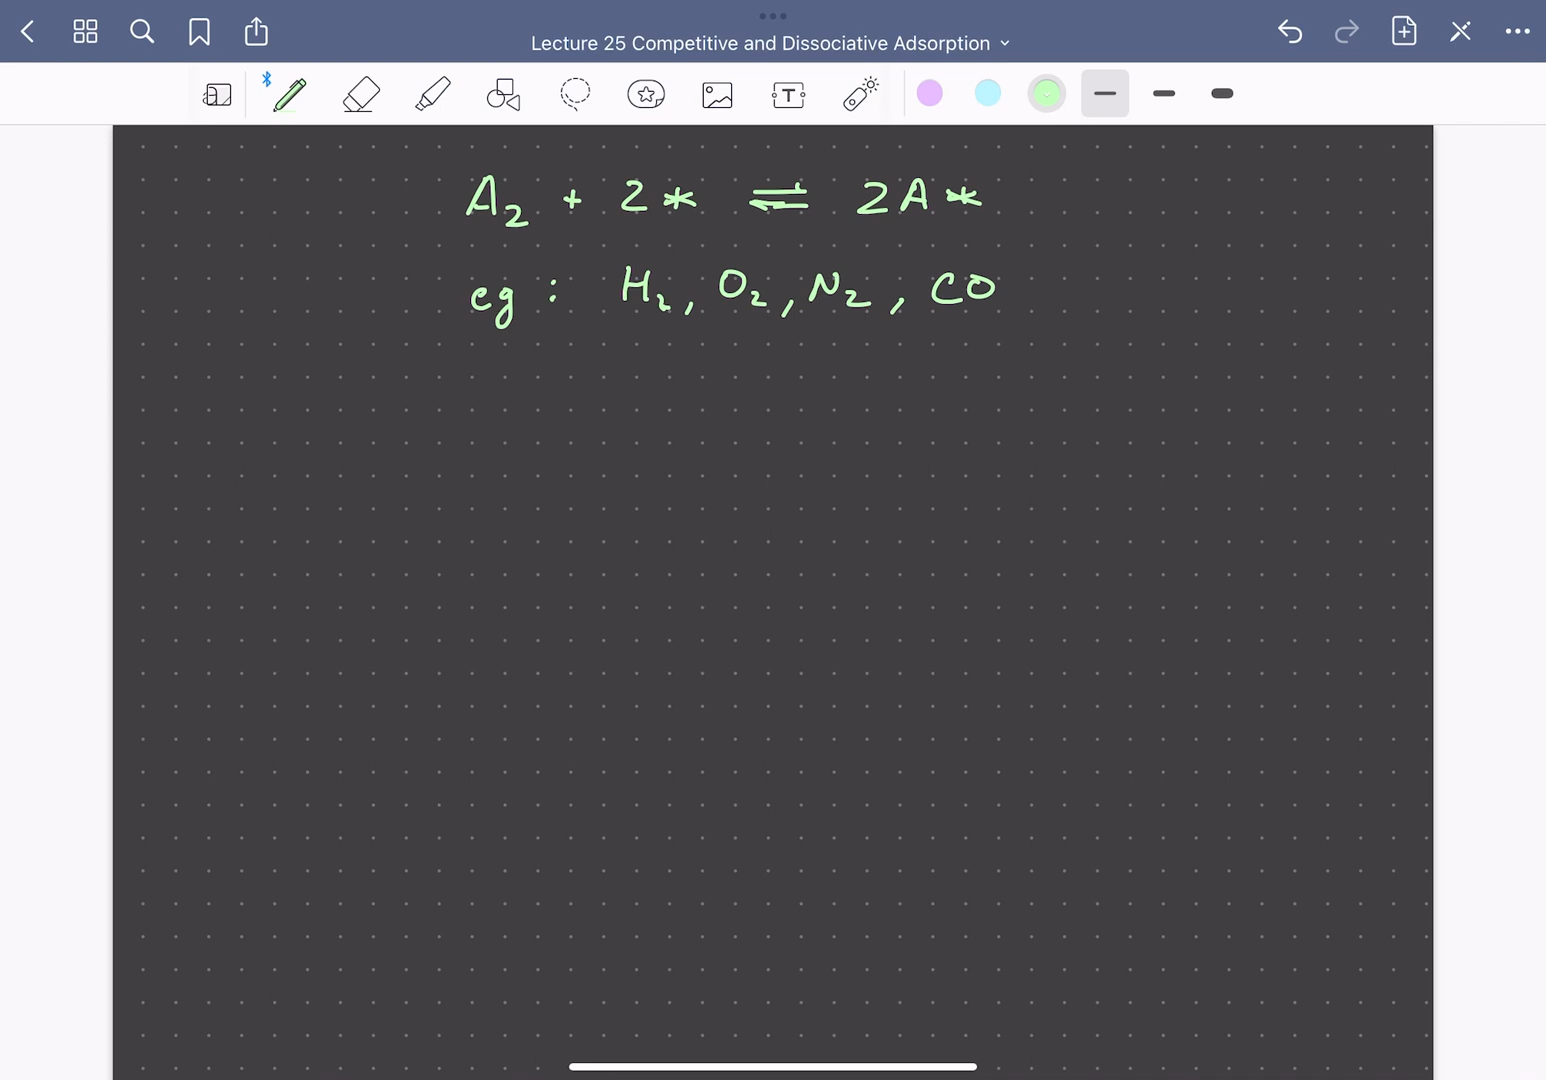 Lecture 25 Competitive and Dissociative Adsorption
T
A₂ + 2* ⇌ 2A*
eg : H₂, O₂, N₂, CO